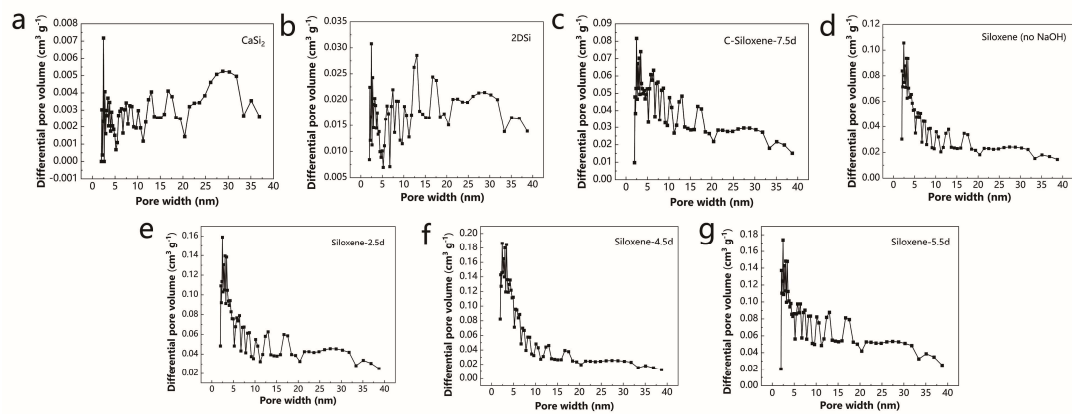 a
CaSi2
0.008
0.007
0.006
0.005
0.004
0.003
0.002
0.001
0.000
-0.001
Differential pore volume (cm3 g-1)
0 5 10 15 20 25 30 35 40
Pore width (nm)
b
2DSi
0.035
0.030
0.025
0.020
0.015
0.010
0.005
Differential pore volume (cm3 g-1)
0 5 10 15 20 25 30 35 40
Pore width (nm)
c
C-Siloxene-7.5d
0.09
0.08
0.07
0.06
0.05
0.04
0.03
0.02
0.01
0.00
Differential pore volume (cm3 g-1)
0 5 10 15 20 25 30 35 40
Pore width (nm)
d
Siloxene (no NaOH)
0.12
0.10
0.08
0.06
0.04
0.02
0.00
Differential pore volume (cm3 g-1)
0 5 10 15 20 25 30 35 40
Pore width (nm)
e
Siloxene-2.5d
0.16
0.14
0.12
0.10
0.08
0.06
0.04
0.02
Differential pore volume (cm3 g-1)
0 5 10 15 20 25 30 35 40
Pore width (nm)
f
Siloxene-4.5d
0.20
0.18
0.16
0.14
0.12
0.10
0.08
0.06
0.04
0.02
0.00
Differential pore volume (cm3 g-1)
0 5 10 15 20 25 30 35 40
Pore width (nm)
g
Siloxene-5.5d
0.18
0.16
0.14
0.12
0.10
0.08
0.06
0.04
0.02
0.00
Differential pore volume (cm3 g-1)
0 5 10 15 20 25 30 35 40
Pore width (nm)